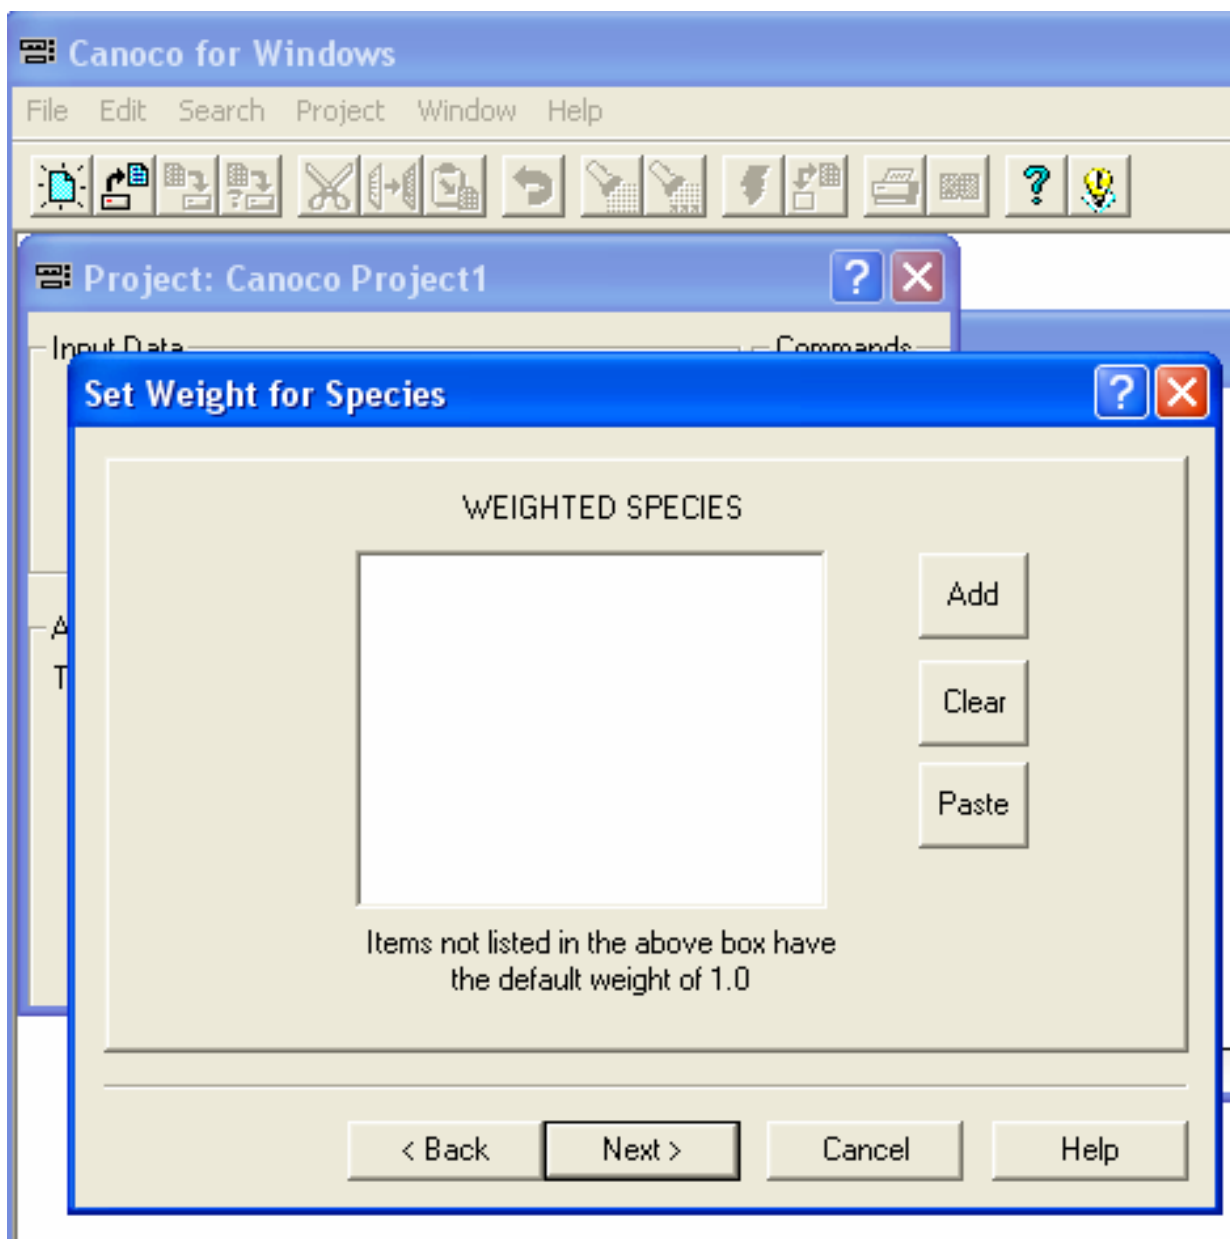 Canoco for Windows
File Edit Search Project Window Help
Project: Canoco Project1
Input Data
Commands
Set Weight for Species
WEIGHTED SPECIES
Add
Clear
Paste
Items not listed in the above box have
the default weight of 1.0
< Back
Next >
Cancel
Help